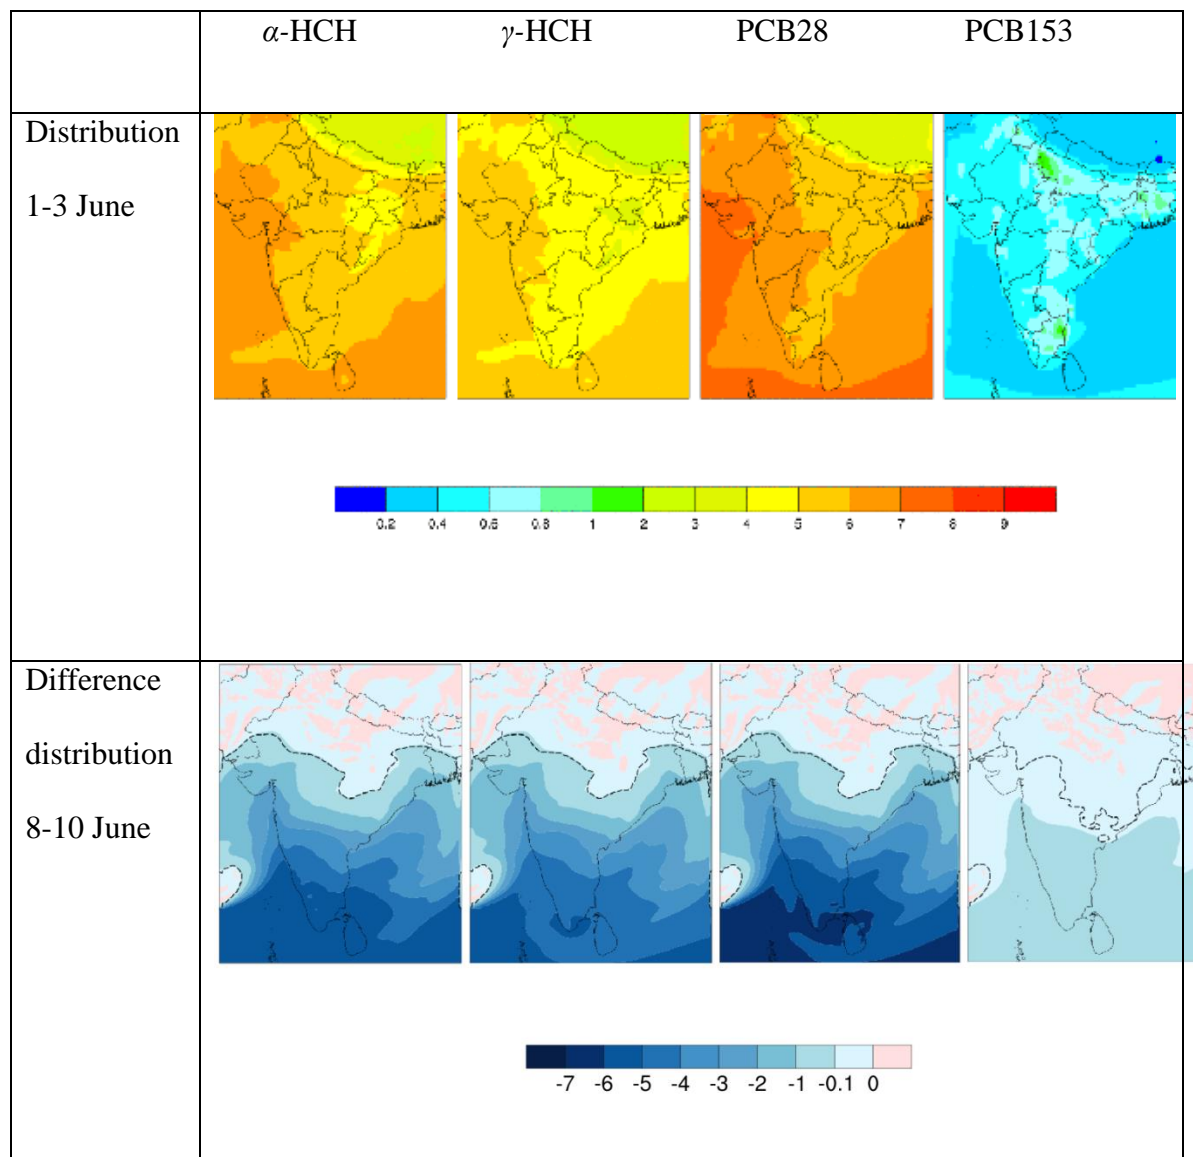 α-HCH γ-HCH PCB28 PCB153
Distribution
1-3 June
0.2 0.4 0.6 0.8 1 2 3 4 5 6 7 8 9
Difference
distribution
8-10 June
-7 -6 -5 -4 -3 -2 -1 -0.1 0